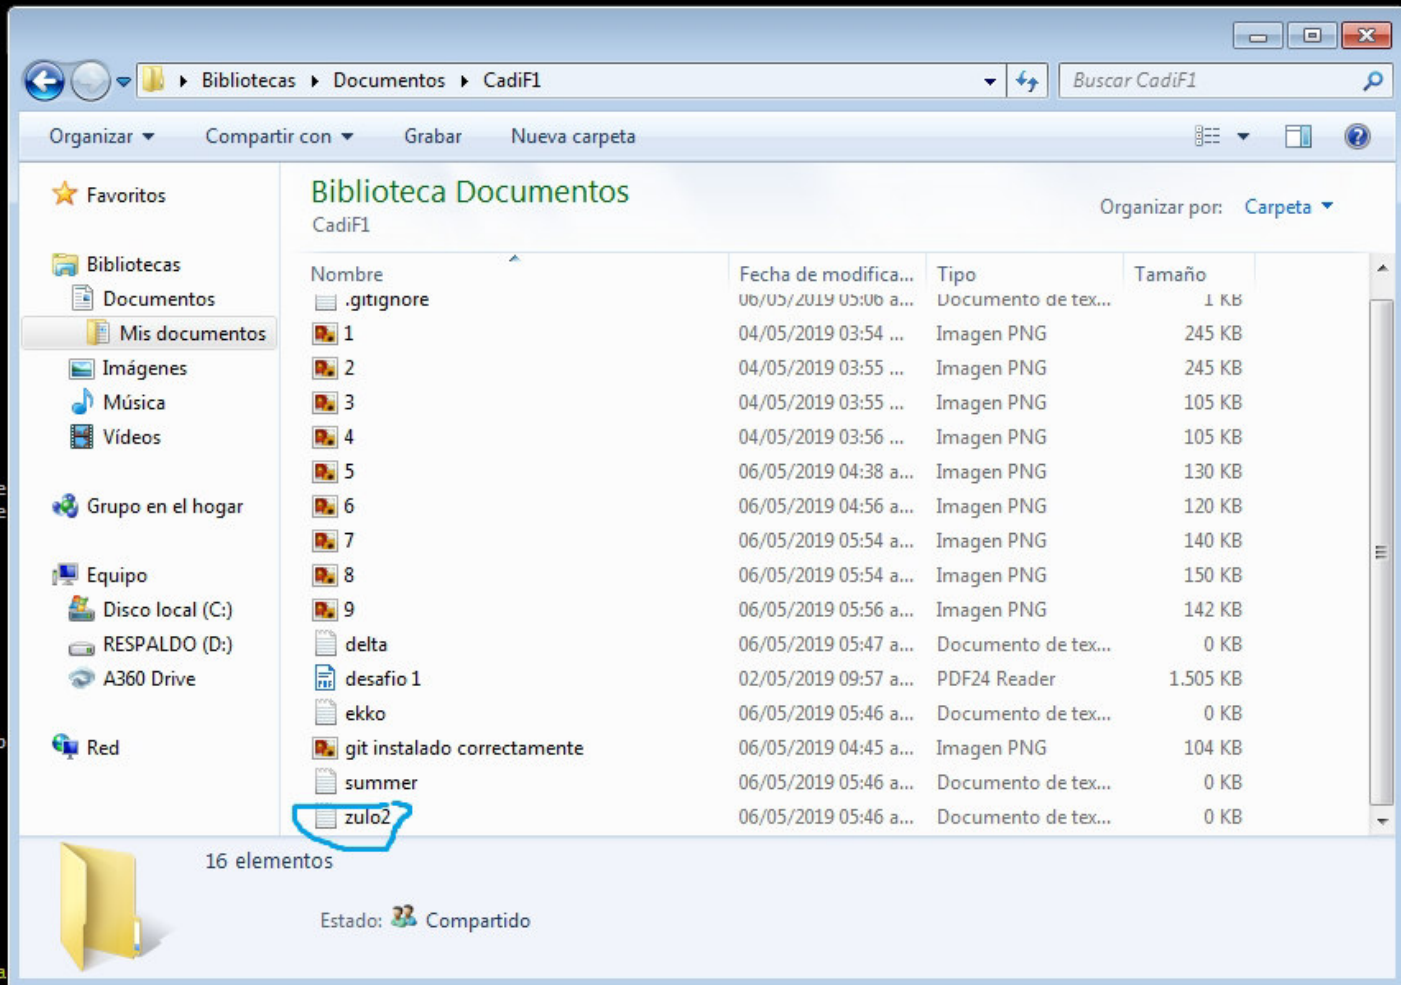 Bibliotecas Documentos CadiF1 Buscar CadiF1
Organizar Compartir con Grabar Nueva carpeta
Favoritos
Bibliotecas
Documentos
Mis documentos
Imágenes
Música
Vídeos
Grupo en el hogar
Equipo
Disco local (C:)
RESPALDO (D:)
A360 Drive
Red
Biblioteca Documentos
CadiF1
Organizar por: Carpeta
Nombre Fecha de modifica... Tipo Tamaño
.gitignore 06/05/2019 05:06 a... Documento de tex... 1 KB
1 04/05/2019 03:54 ... Imagen PNG 245 KB
2 04/05/2019 03:55 ... Imagen PNG 245 KB
3 04/05/2019 03:55 ... Imagen PNG 105 KB
4 04/05/2019 03:56 ... Imagen PNG 105 KB
5 06/05/2019 04:38 a... Imagen PNG 130 KB
6 06/05/2019 04:56 a... Imagen PNG 120 KB
7 06/05/2019 05:54 a... Imagen PNG 140 KB
8 06/05/2019 05:54 a... Imagen PNG 150 KB
9 06/05/2019 05:56 a... Imagen PNG 142 KB
delta 06/05/2019 05:47 a... Documento de tex... 0 KB
desafio 1 02/05/2019 09:57 a... PDF24 Reader 1.505 KB
ekko 06/05/2019 05:46 a... Documento de tex... 0 KB
git instalado correctamente 06/05/2019 04:45 a... Imagen PNG 104 KB
summer 06/05/2019 05:46 a... Documento de tex... 0 KB
zulo2 06/05/2019 05:46 a... Documento de tex... 0 KB
16 elementos
Estado: Compartido